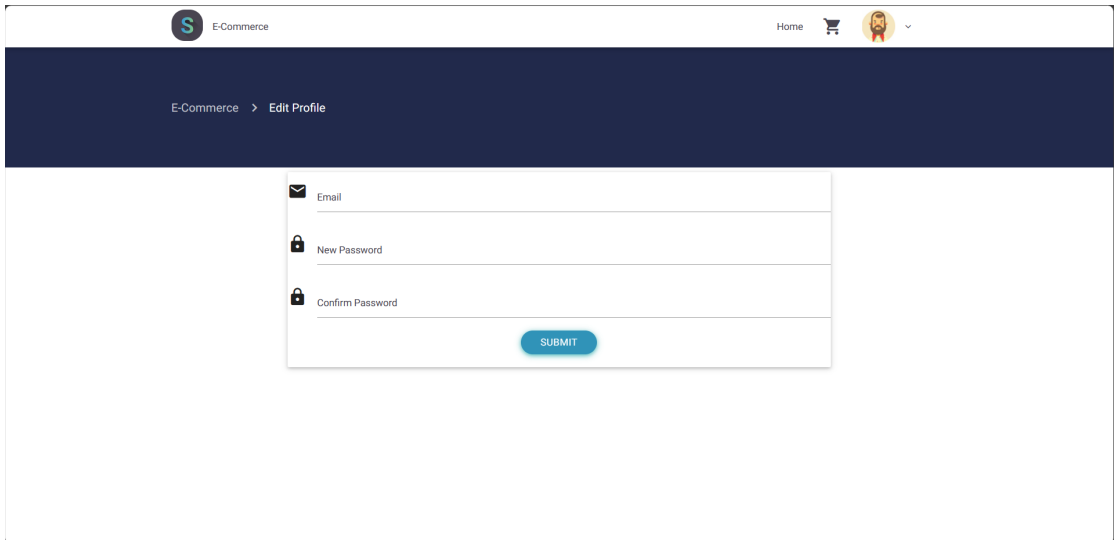 S E-Commerce Home
E-Commerce > Edit Profile
Email
New Password
Confirm Password
SUBMIT